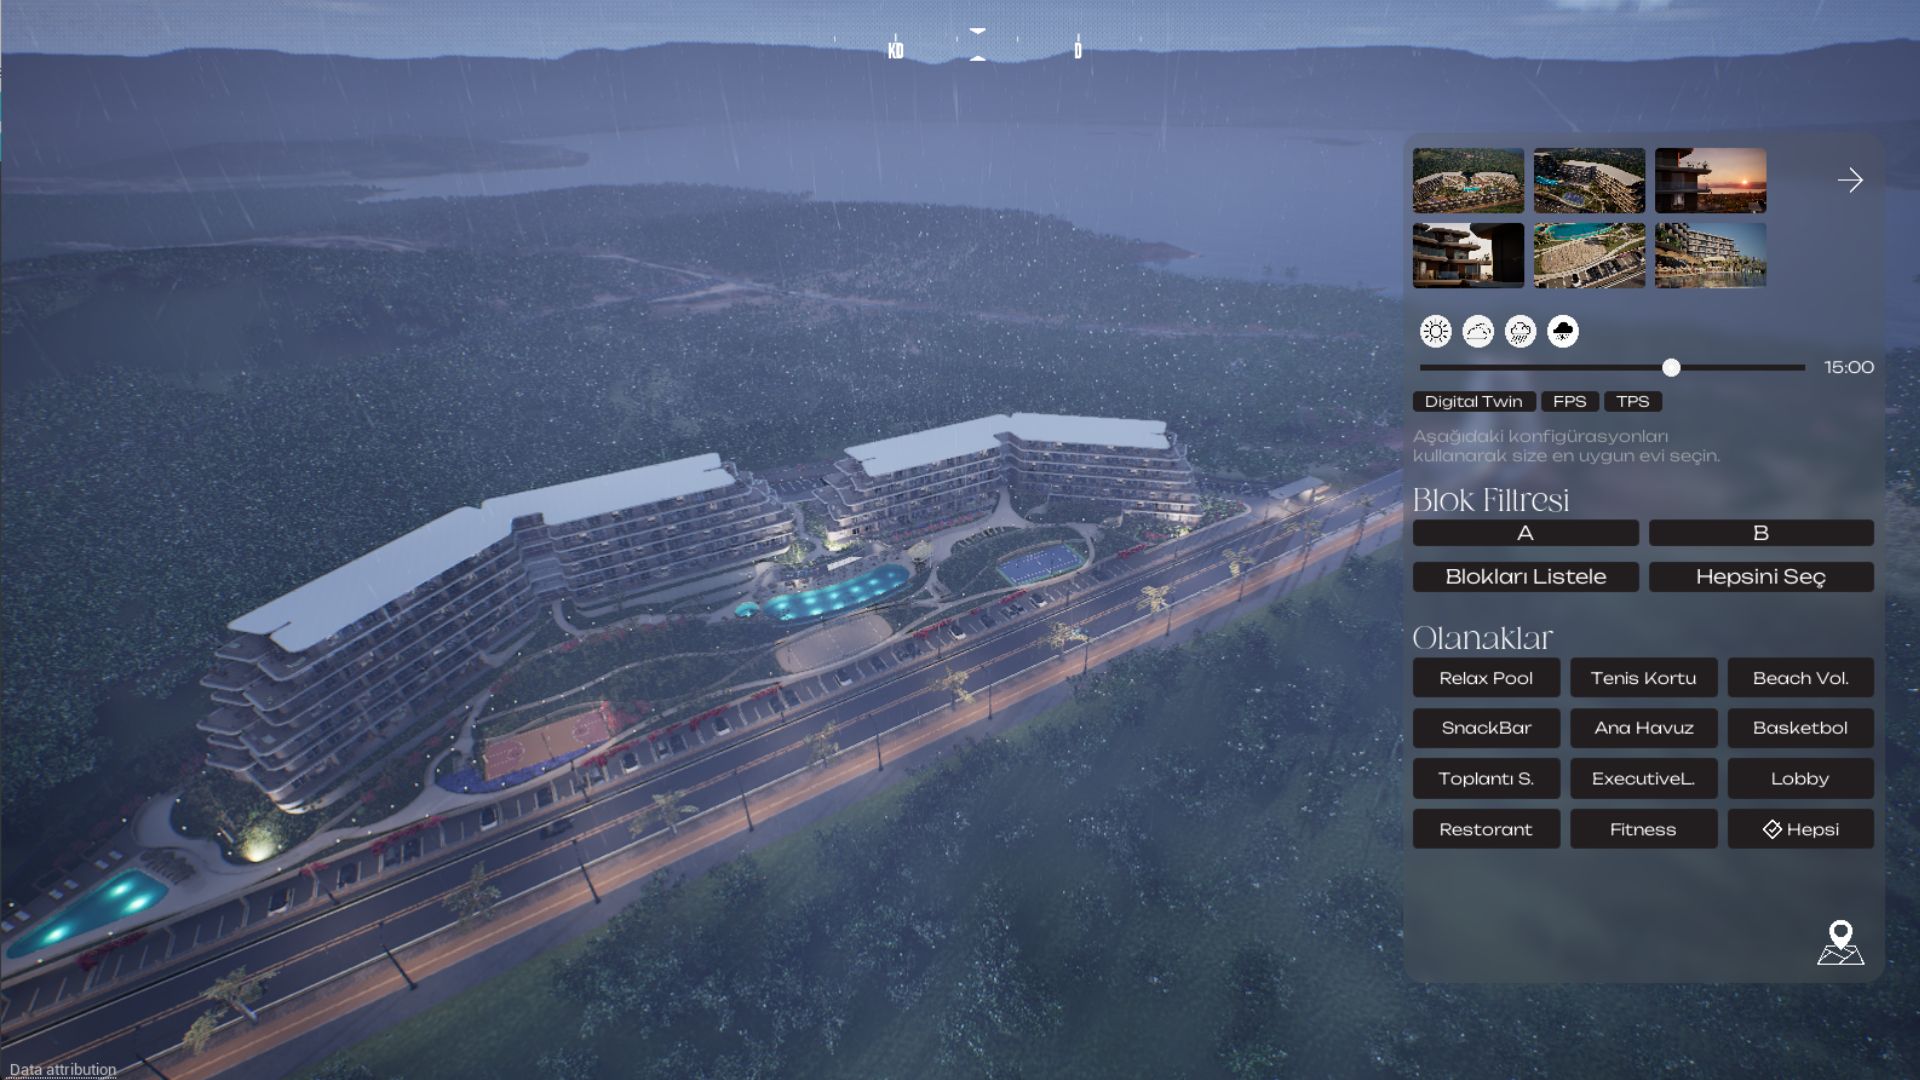 KD D
15:00
Digital Twin FPS TPS
Aşağıdaki konfigürasyonları
kullanarak size en uygun evi seçin.
Blok Filtresi
A B
Blokları Listele Hepsini Seç
Olanaklar
Relax Pool Tenis Kortu Beach Vol.
SnackBar Ana Havuz Basketbol
Toplantı S. ExecutiveL. Lobby
Restorant Fitness Hepsi
Data attribution